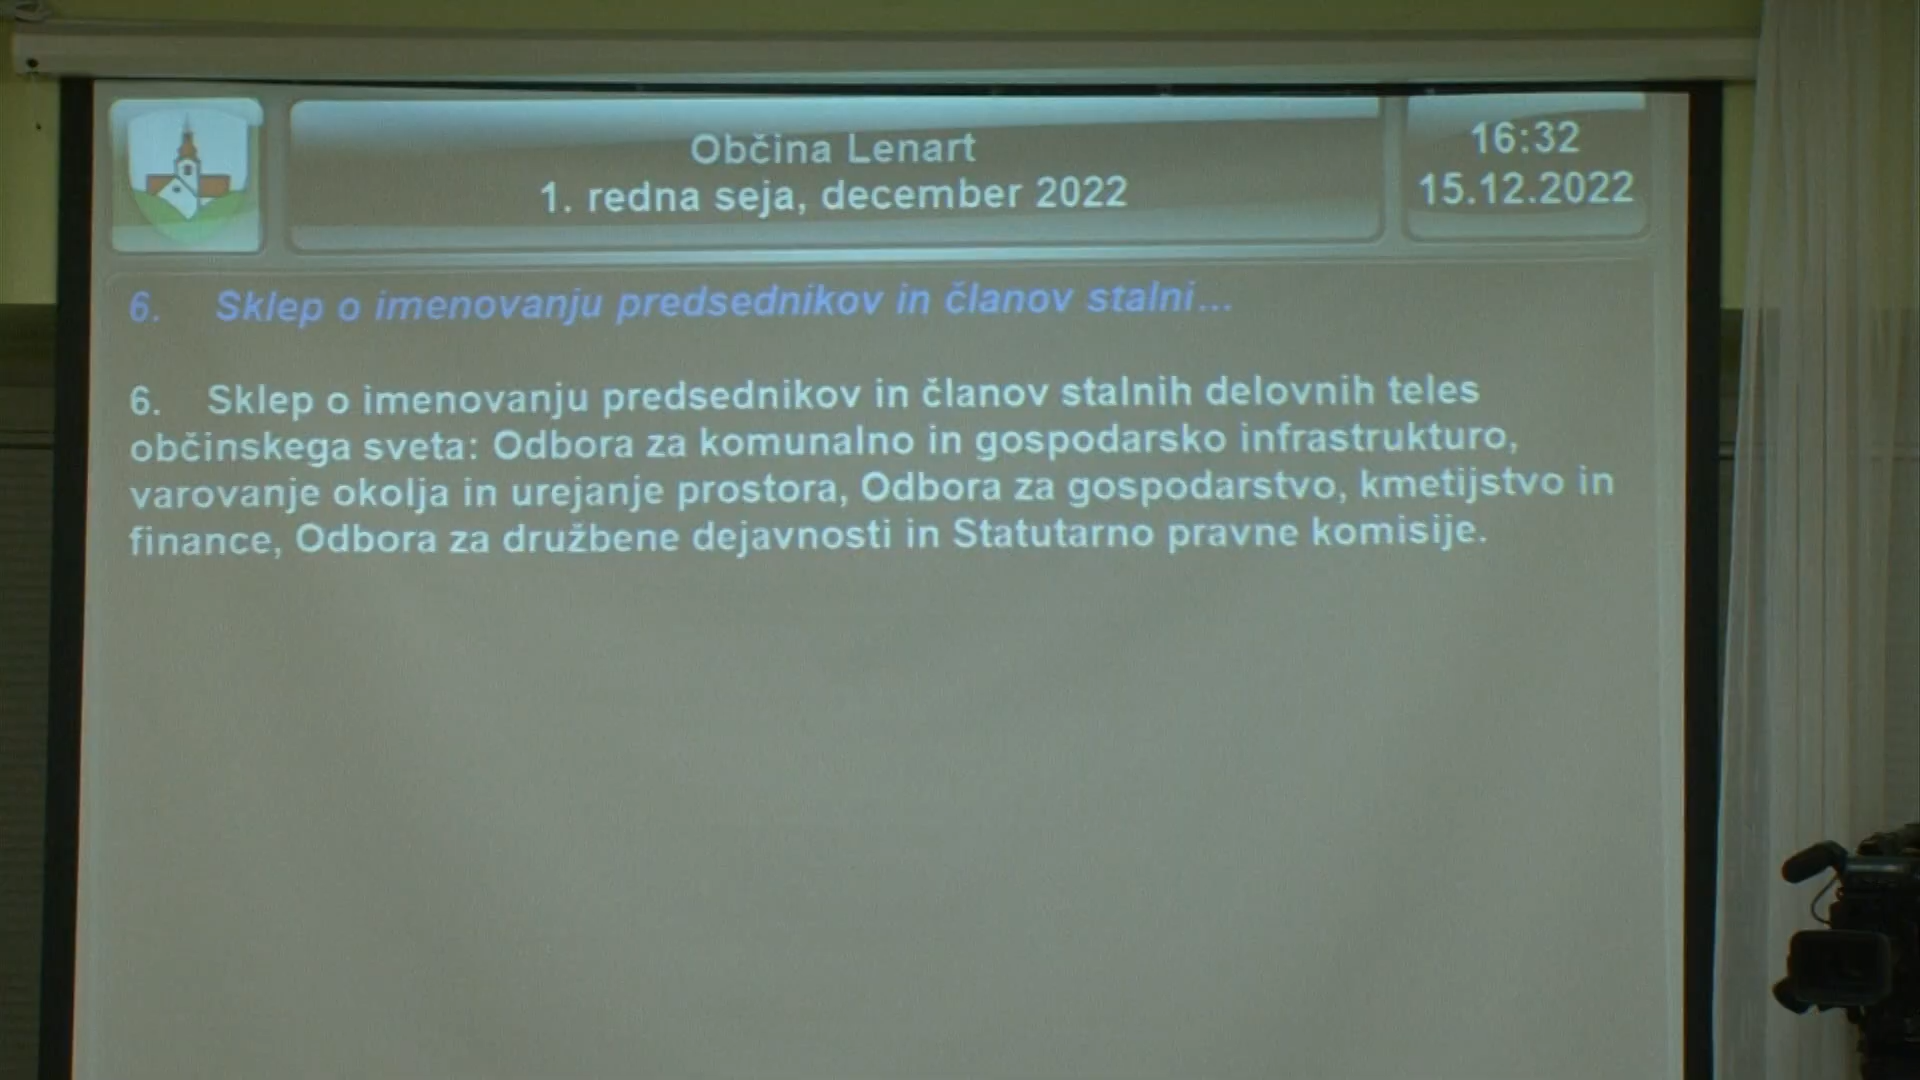 Občina Lenart
1. redna seja, december 2022
16:32
15.12.2022
6. Sklep o imenovanju predsednikov in članov stalni...
6. Sklep o imenovanju predsednikov in članov stalnih delovnih teles
občinskega sveta: Odbora za komunalno in gospodarsko infrastrukturo,
varovanje okolja in urejanje prostora, Odbora za gospodarstvo, kmetijstvo in
finance, Odbora za družbene dejavnosti in Statutarno pravne komisije.